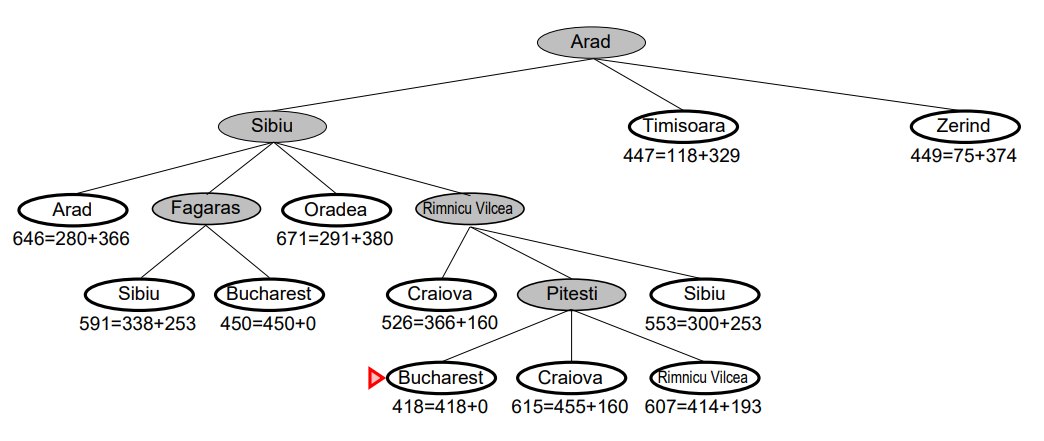 Arad
Sibiu
Timisoara
Zerind
447=118+329
449=75+374
Arad
Fagaras
Oradea
Rimnicu Vilcea
646=280+366
671=291+380
Sibiu
Bucharest
Craiova
Pitesti
Sibiu
591=338+253
450=450+0
526=366+160
553=300+253
Bucharest
Craiova
Rimnicu Vilcea
418=418+0
615=455+160
607=414+193